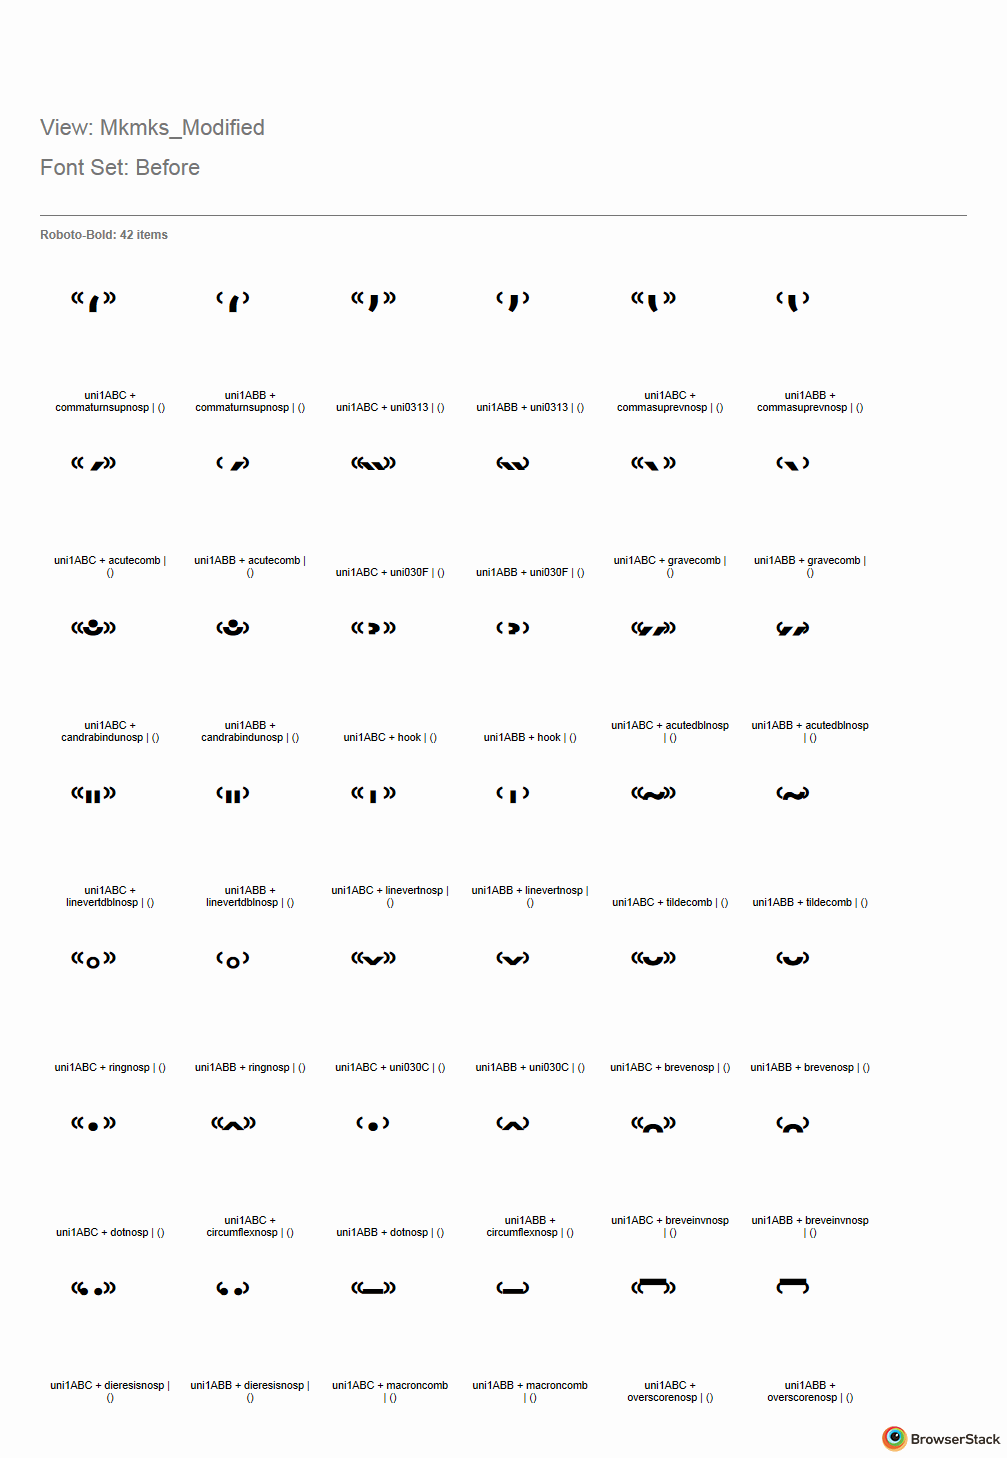 View: Mkmks_Modified
Font Set: Before
Roboto-Bold: 42 items
uni1ABC + commaturnsupnosp | ()
uni1ABB + commaturnsupnosp | ()
uni1ABC + uni0313 | ()
uni1ABB + uni0313 | ()
uni1ABC + commasuprevnosp | ()
uni1ABB + commasuprevnosp | ()
uni1ABC + acutecomb | ()
uni1ABB + acutecomb | ()
uni1ABC + uni030F | ()
uni1ABB + uni030F | ()
uni1ABC + gravecomb | ()
uni1ABB + gravecomb | ()
uni1ABC + candrabindunosp | ()
uni1ABB + candrabindunosp | ()
uni1ABC + hook | ()
uni1ABB + hook | ()
uni1ABC + acutedblnosp | ()
uni1ABB + acutedblnosp | ()
uni1ABC + linevertdblnosp | ()
uni1ABB + linevertdblnosp | ()
uni1ABC + linevertnosp | ()
uni1ABB + linevertnosp | ()
uni1ABC + tildecomb | ()
uni1ABB + tildecomb | ()
uni1ABC + ringnosp | ()
uni1ABB + ringnosp | ()
uni1ABC + uni030C | ()
uni1ABB + uni030C | ()
uni1ABC + brevenosp | ()
uni1ABB + brevenosp | ()
uni1ABC + dotnosp | ()
uni1ABC + circumflexnosp | ()
uni1ABB + dotnosp | ()
uni1ABB + circumflexnosp | ()
uni1ABC + breveinvnosp | ()
uni1ABB + breveinvnosp | ()
uni1ABC + dieresisnosp | ()
uni1ABB + dieresisnosp | ()
uni1ABC + macroncomb | ()
uni1ABB + macroncomb | ()
uni1ABC + overscorenosp | ()
uni1ABB + overscorenosp | ()
BrowserStack